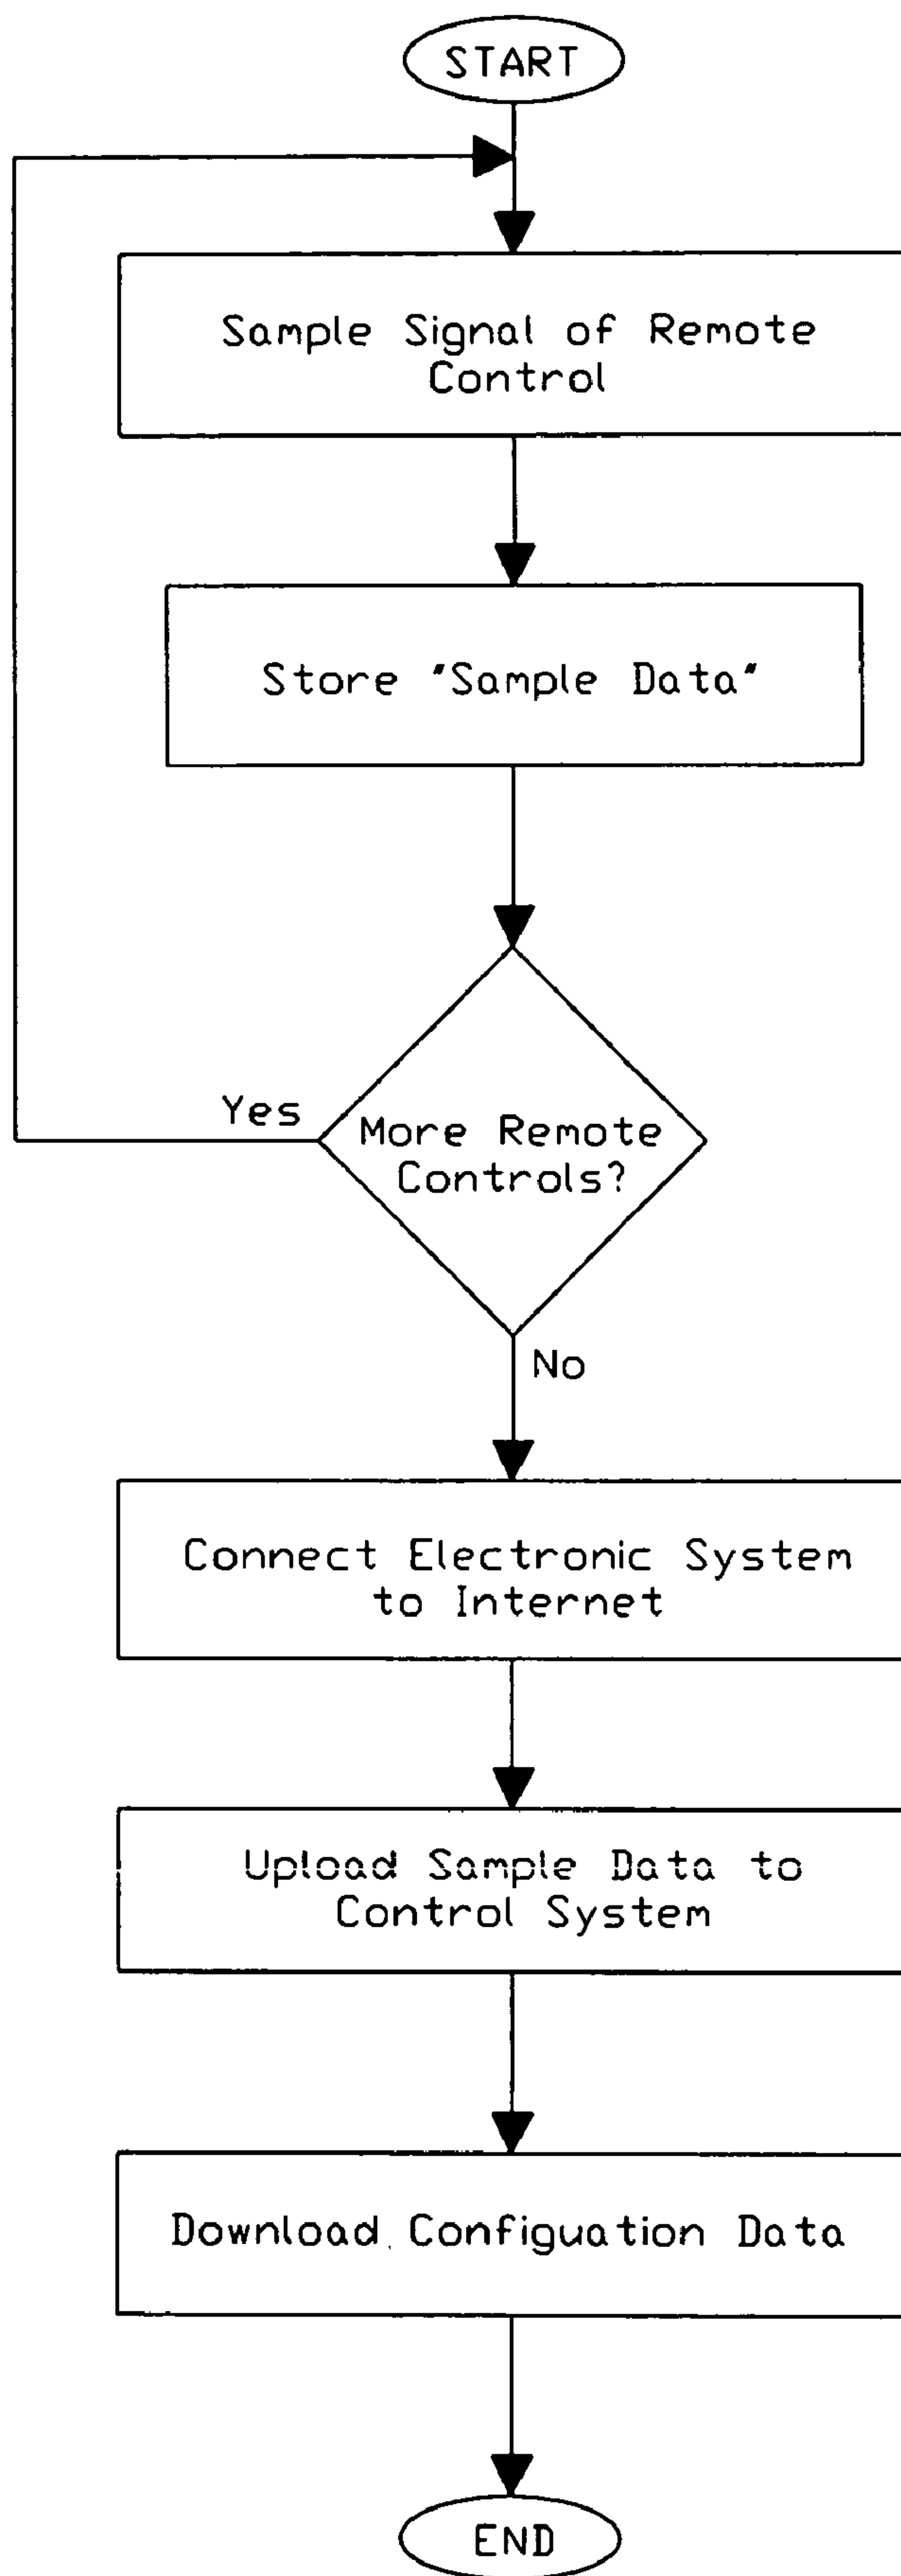 START
Sample Signal of Remote
Control
Store "Sample Data"
Yes
More Remote
Controls?
No
Connect Electronic System
to Internet
Upload Sample Data to
Control System
Download Configuation Data
END